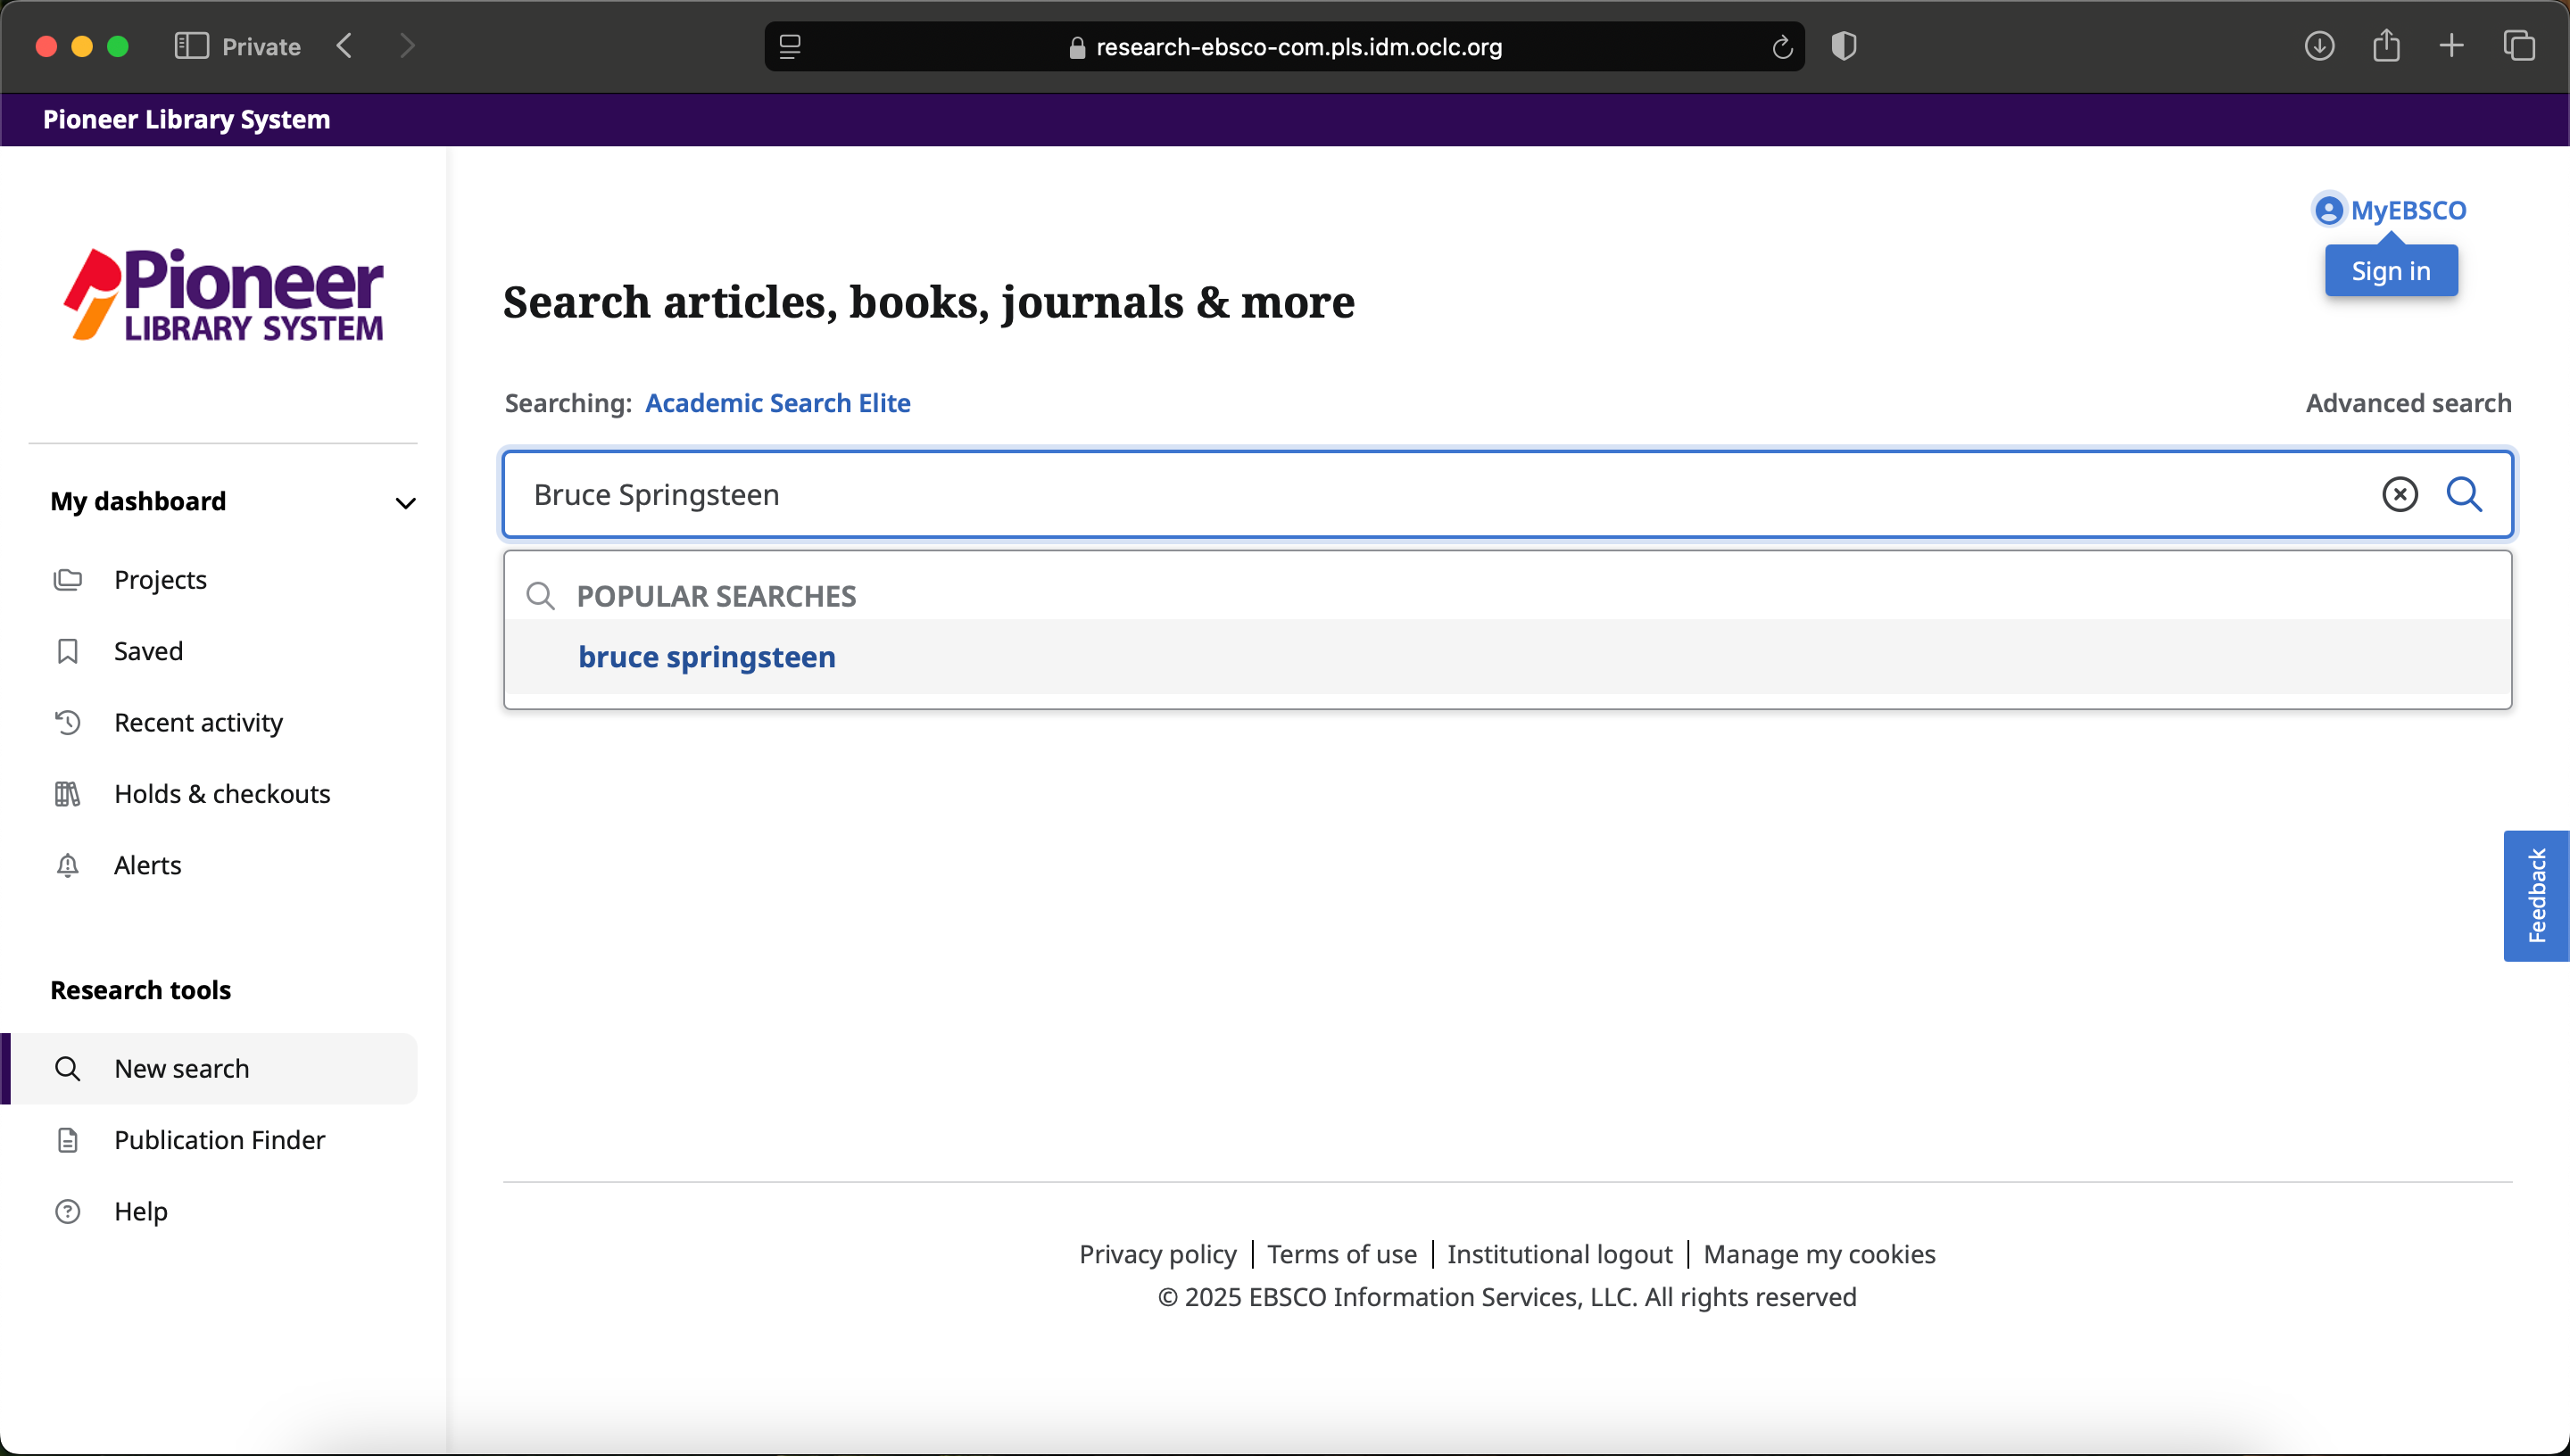 Private
research-ebsco-com.pls.idm.oclc.org
Pioneer Library System
Pioneer
LIBRARY SYSTEM
MyEBSCO
Sign in
Search articles, books, journals & more
Searching: Academic Search Elite
Advanced search
Bruce Springsteen
POPULAR SEARCHES
bruce springsteen
My dashboard
Projects
Saved
Recent activity
Holds & checkouts
Alerts
Research tools
New search
Publication Finder
Help
Feedback
Privacy policy | Terms of use | Institutional logout | Manage my cookies
© 2025 EBSCO Information Services, LLC. All rights reserved